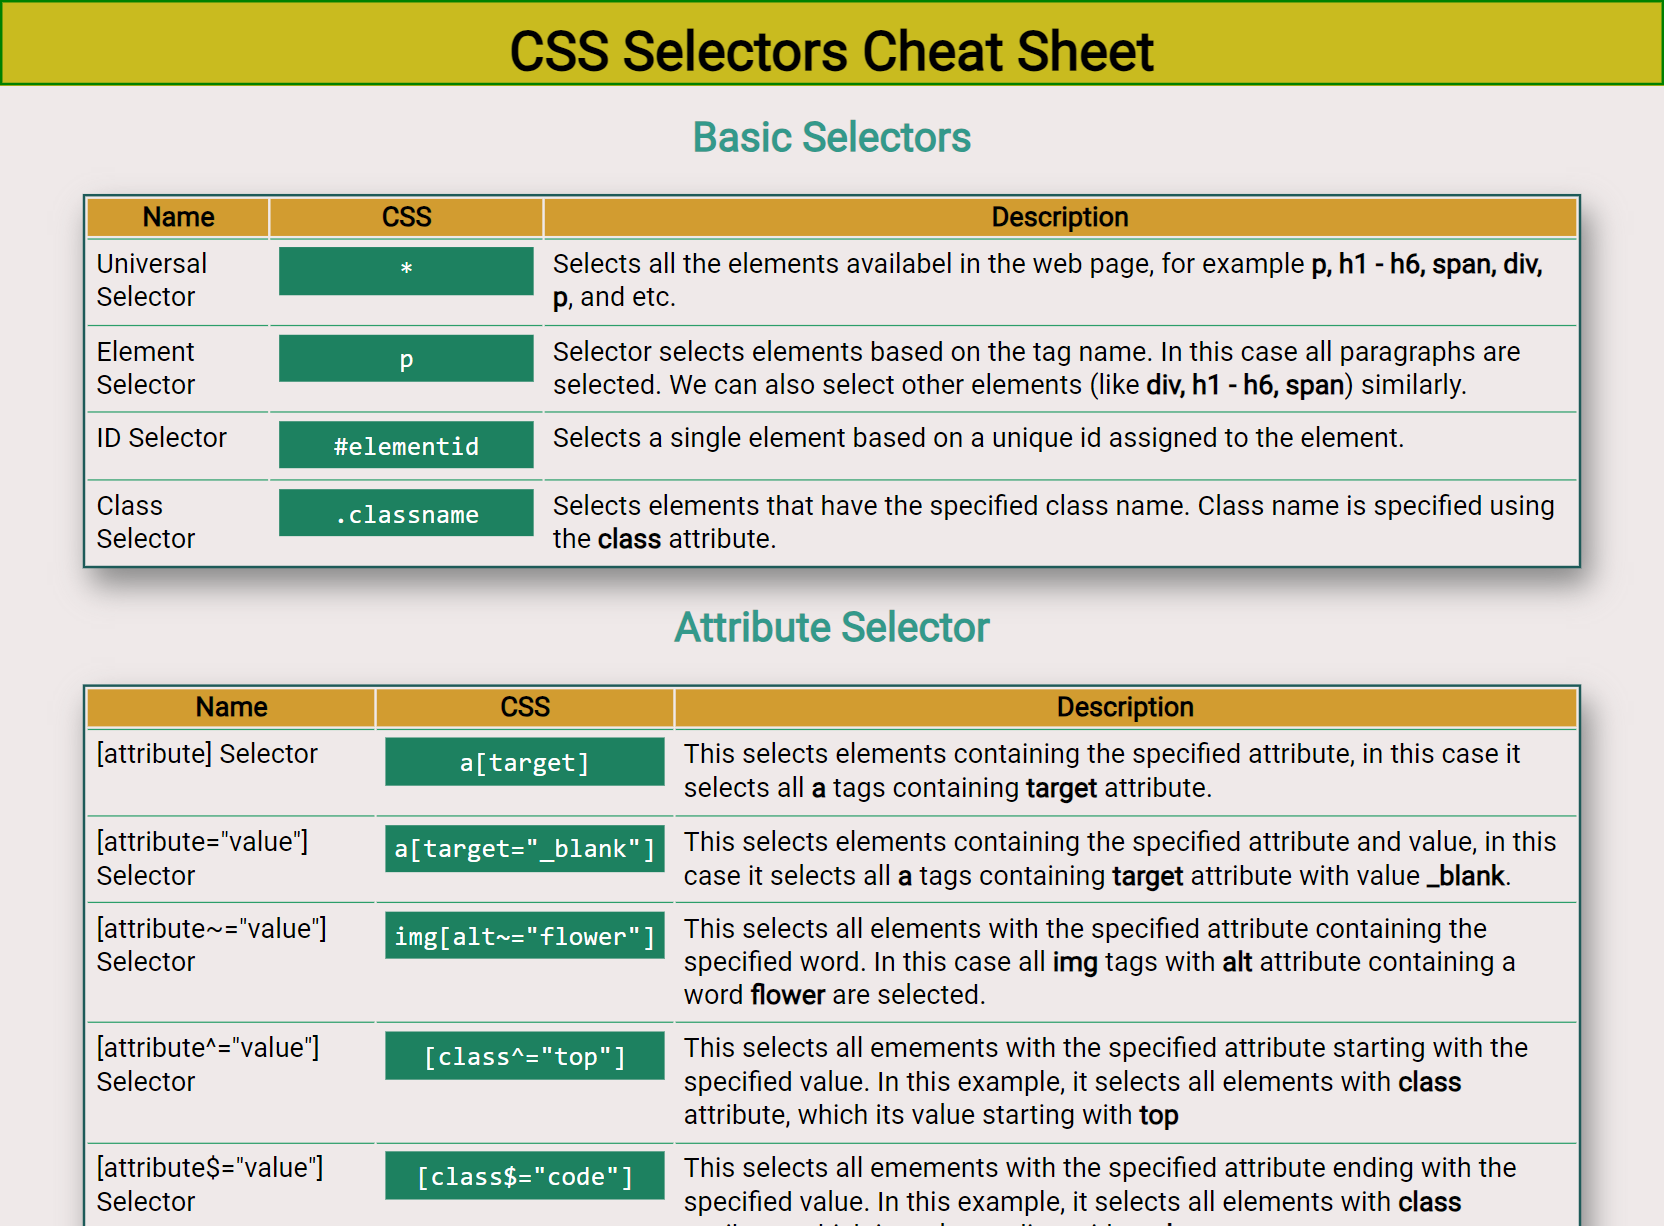 CSS Selectors Cheat Sheet
Basic Selectors
Name CSS Description
Universal Selector
*
Selects all the elements availabel in the web page, for example p, h1 - h6, span, div,
p, and etc.
Element Selector
p
Selector selects elements based on the tag name. In this case all paragraphs are
selected. We can also select other elements (like div, h1 - h6, span) similarly.
ID Selector
#elementid
Selects a single element based on a unique id assigned to the element.
Class Selector
.classname
Selects elements that have the specified class name. Class name is specified using
the class attribute.
Attribute Selector
Name CSS Description
[attribute] Selector
a[target]
This selects elements containing the specified attribute, in this case it
selects all a tags containing target attribute.
[attribute="value"]
Selector
a[target="_blank"]
This selects elements containing the specified attribute and value, in this
case it selects all a tags containing target attribute with value _blank.
[attribute~="value"]
Selector
img[alt~="flower"]
This selects all elements with the specified attribute containing the
specified word. In this case all img tags with alt attribute containing a
word flower are selected.
[attribute^="value"]
Selector
[class^="top"]
This selects all emements with the specified attribute starting with the
specified value. In this example, it selects all elements with class
attribute, which its value starting with top
[attribute$="value"]
Selector
[class$="code"]
This selects all emements with the specified attribute ending with the
specified value. In this example, it selects all elements with class